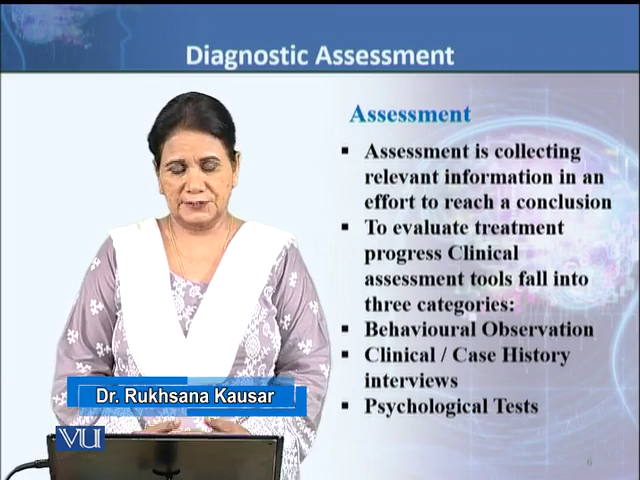 Diagnostic Assessment
Assessment
▪ Assessment is collecting
relevant information in an
effort to reach a conclusion
▪ To evaluate treatment
progress Clinical
assessment tools fall into
three categories:
▪ Behavioural Observation
▪ Clinical / Case History
interviews
▪ Psychological Tests
Dr. Rukhsana Kausar
VU
6